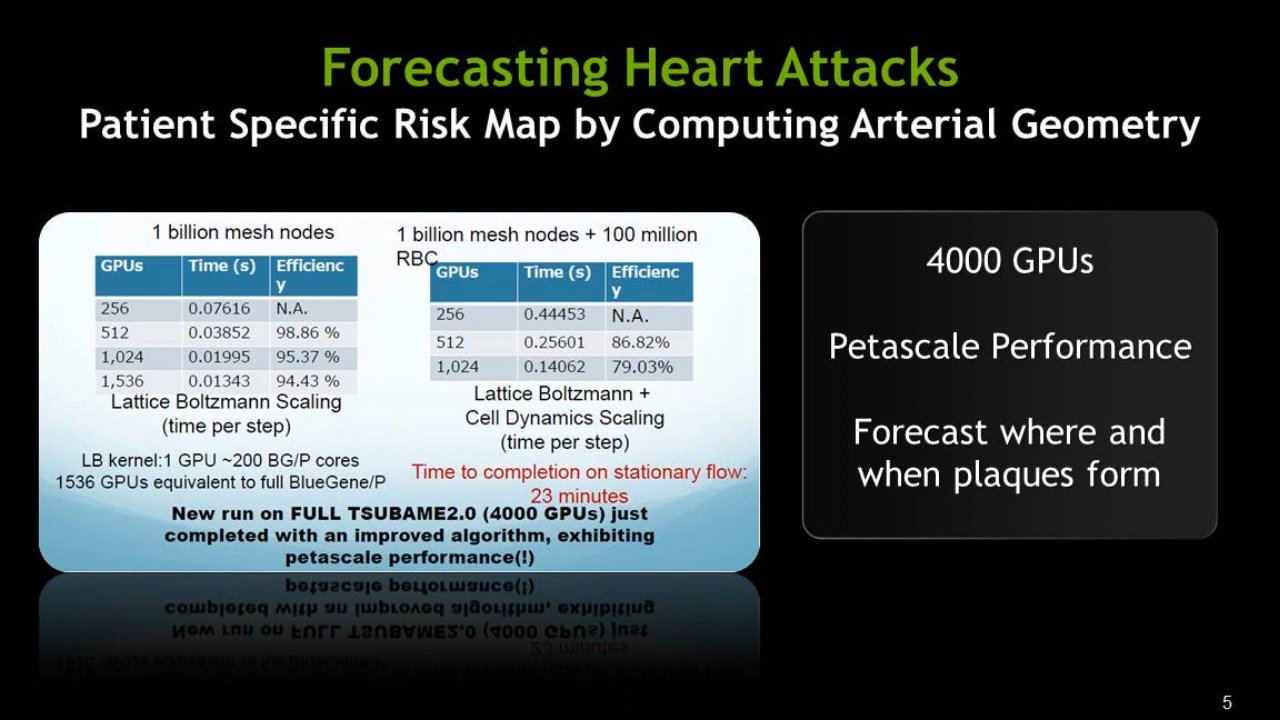 Forecasting Heart Attacks
Patient Specific Risk Map by Computing Arterial Geometry
1 billion mesh nodes
GPUs Time (s) Efficienc
y
256 0.07616 N.A.
512 0.03852 98.86 %
1,024 0.01995 95.37 %
1,536 0.01343 94.43 %
Lattice Boltzmann Scaling
(time per step)
LB kernel:1 GPU ~200 BG/P cores
1536 GPUs equivalent to full BlueGene/P
1 billion mesh nodes + 100 million
RBC
GPUs Time (s) Efficienc
y
256 0.44453 N.A.
512 0.25601 86.82%
1,024 0.14062 79.03%
Lattice Boltzmann +
Cell Dynamics Scaling
(time per step)
Time to completion on stationary flow:
23 minutes
New run on FULL TSUBAME2.0 (4000 GPUs) just
completed with an improved algorithm, exhibiting
petascale performance(!)
4000 GPUs
Petascale Performance
Forecast where and
when plaques form
5